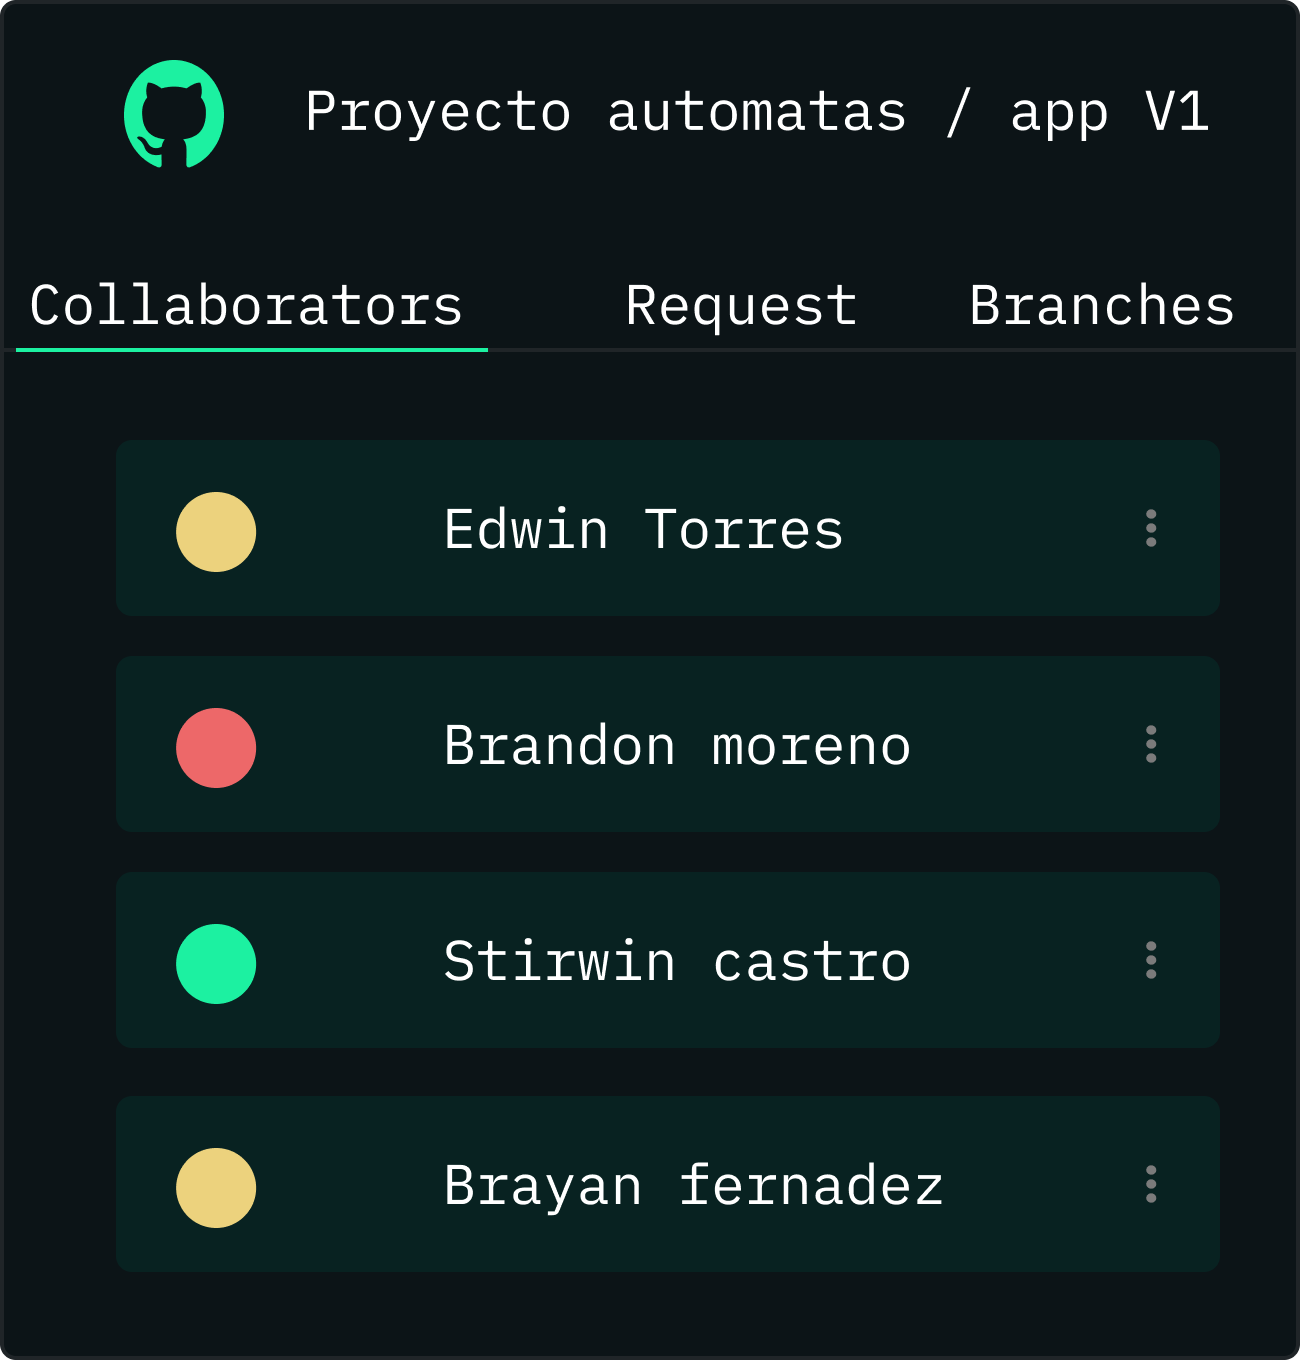 Proyecto automatas / app V1
Collaborators Request Branches
Edwin Torres
Brandon moreno
Stirwin castro
Brayan fernadez